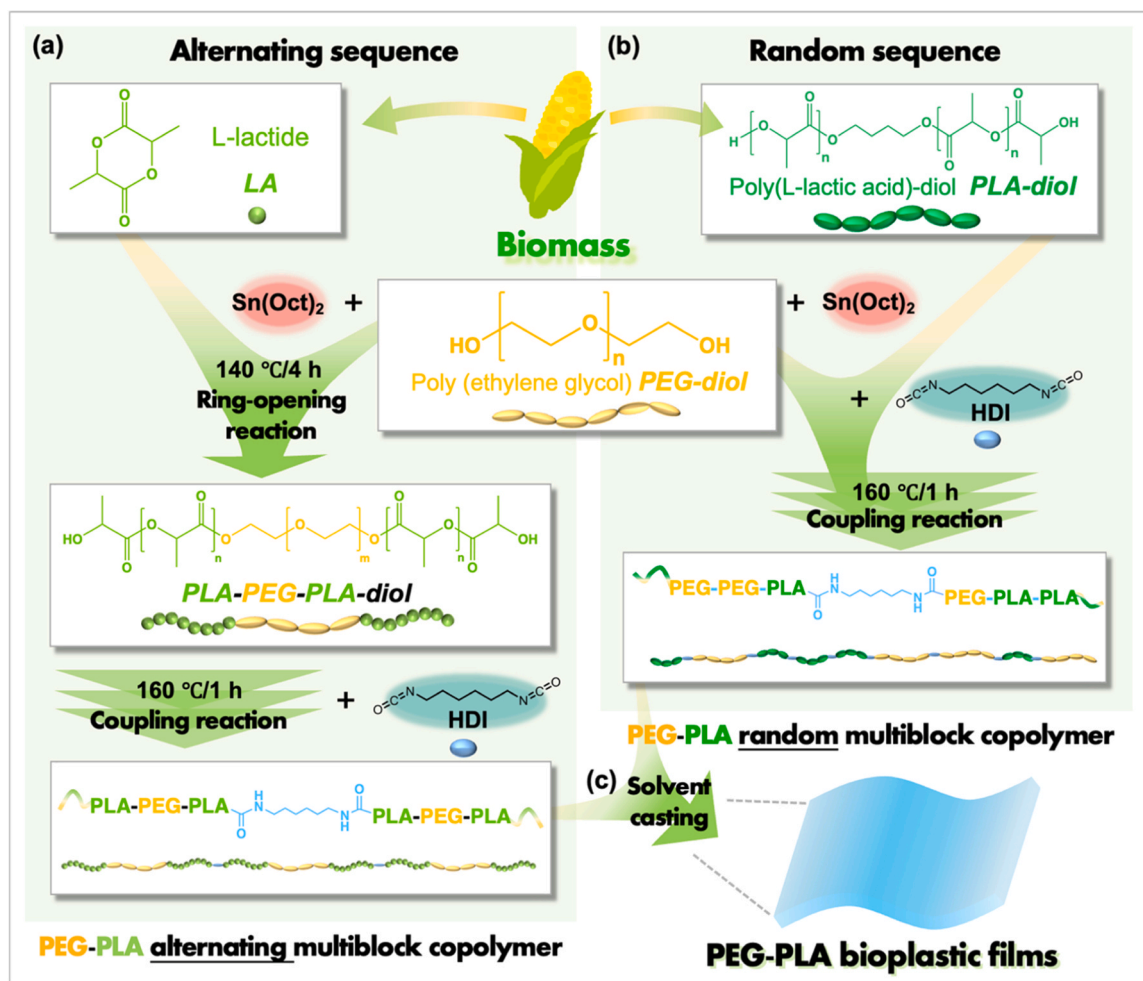 (a)
Alternating sequence
O
O
O
O
L-lactide
LA
Biomass
(b)
Random sequence
H
O
O
n
O
O
O
O
n
O
O
OH
Poly(L-lactic acid)-diol PLA-diol
Sn(Oct)2
+
HO
O
n
OH
Poly (ethylene glycol) PEG-diol
+
Sn(Oct)2
140 °C/4 h
Ring-opening
reaction
+
O=C=N
N=C=O
HDI
160 °C/1 h
Coupling reaction
HO
O
O
O
n
O
O
m
O
O
O
n
O
OH
PLA-PEG-PLA-diol
160 °C/1 h
Coupling reaction
+
O=C=N
N=C=O
HDI
PEG-PEG-PLA
O
H
N
N
H
O
PEG-PLA-PLA
PEG-PLA random multiblock copolymer
PLA-PEG-PLA
O
H
N
N
H
O
PLA-PEG-PLA
PEG-PLA alternating multiblock copolymer
(c)
Solvent
casting
PEG-PLA bioplastic films